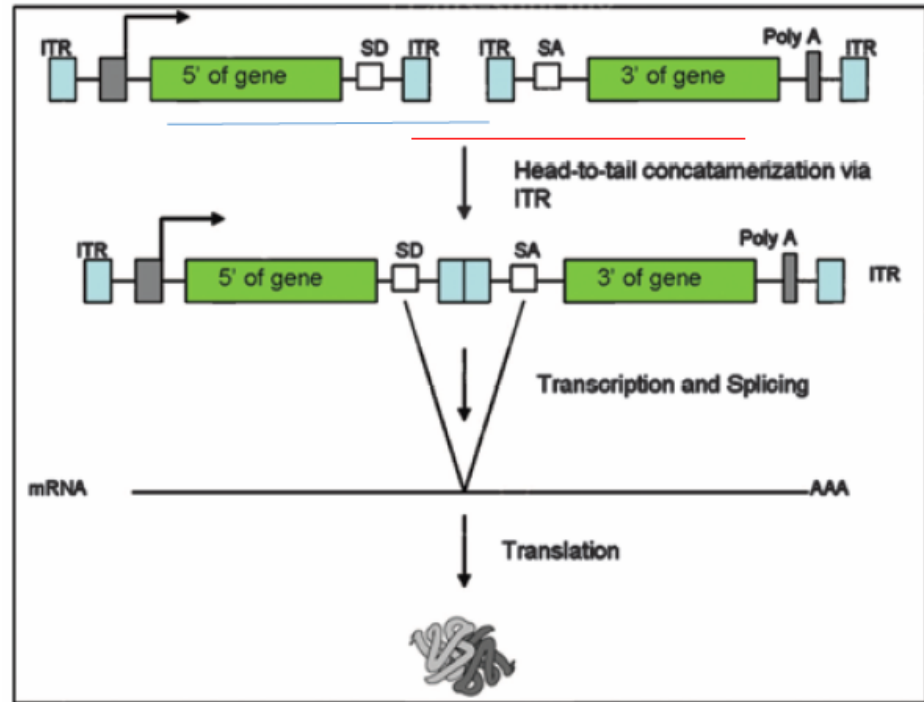 ITR SD ITR ITR SA Poly A ITR
5' of gene 3' of gene
Head-to-tail concatamerization via
ITR
ITR SD SA Poly A
5' of gene 3' of gene ITR
Transcription and Splicing
mRNA AAA
Translation